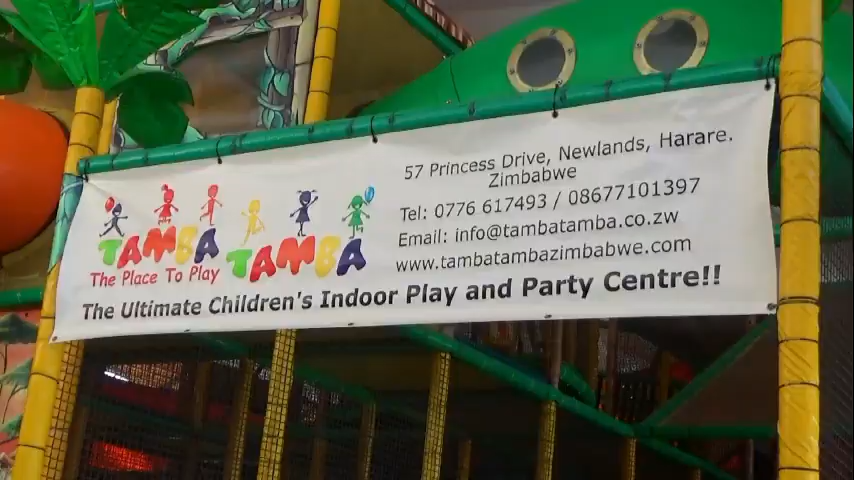 TAMBA TAMBA
The Place To Play
57 Princess Drive, Newlands, Harare.
Zimbabwe
Tel: 0776 617493 / 08677101397
Email: info@tambatamba.co.zw
www.tambatambazimbabwe.com
The Ultimate Children's Indoor Play and Party Centre!!